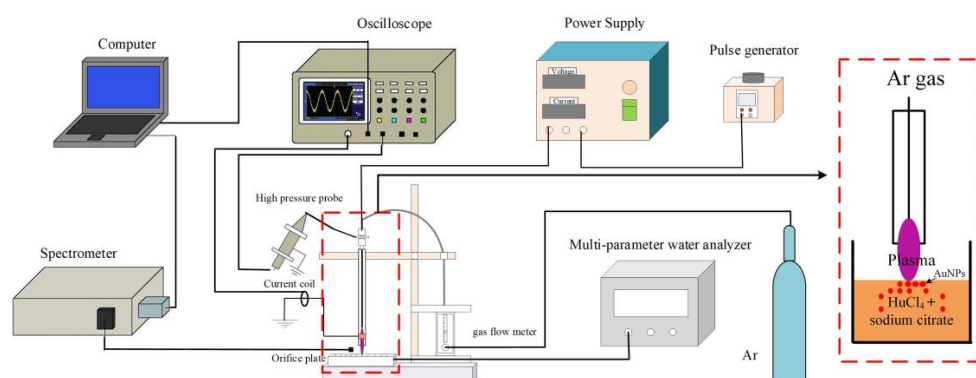 Oscilloscope
Power Supply
Computer
Pulse generator
Voltage
Current
Ar gas
High pressure probe
Multi-parameter water analyzer
Spectrometer
Current coil
gas flow meter
Orifice plate
Ar
Plasma
AuNPs
HuCl₄ +
sodium citrate